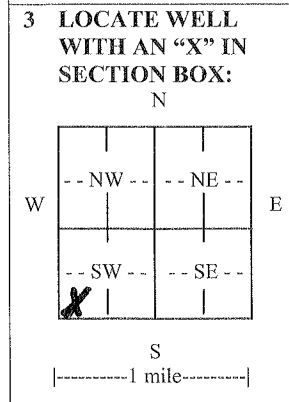 3 LOCATE WELL
WITH AN “X” IN
SECTION BOX:
N
-- NW -- -- NE --
W E
-- SW -- -- SE --
X
S
|----------1 mile---------|